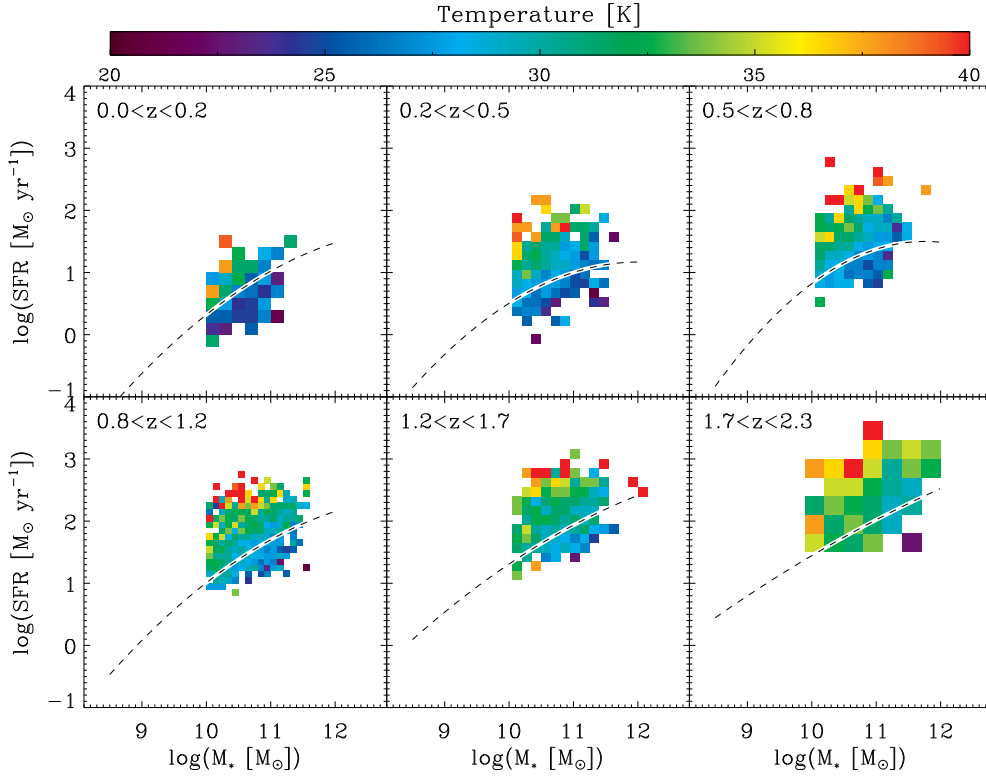 Temperature [K]
20 25 30 35 40
0.0<z<0.2 0.2<z<0.5 0.5<z<0.8
4
3
2
1
0
−1
log(SFR [M⊙ yr⁻¹])
0.8<z<1.2 1.2<z<1.7 1.7<z<2.3
4
3
2
1
0
−1
log(SFR [M⊙ yr⁻¹])
9 10 11 12 9 10 11 12 9 10 11 12
log(M* [M⊙]) log(M* [M⊙]) log(M* [M⊙])